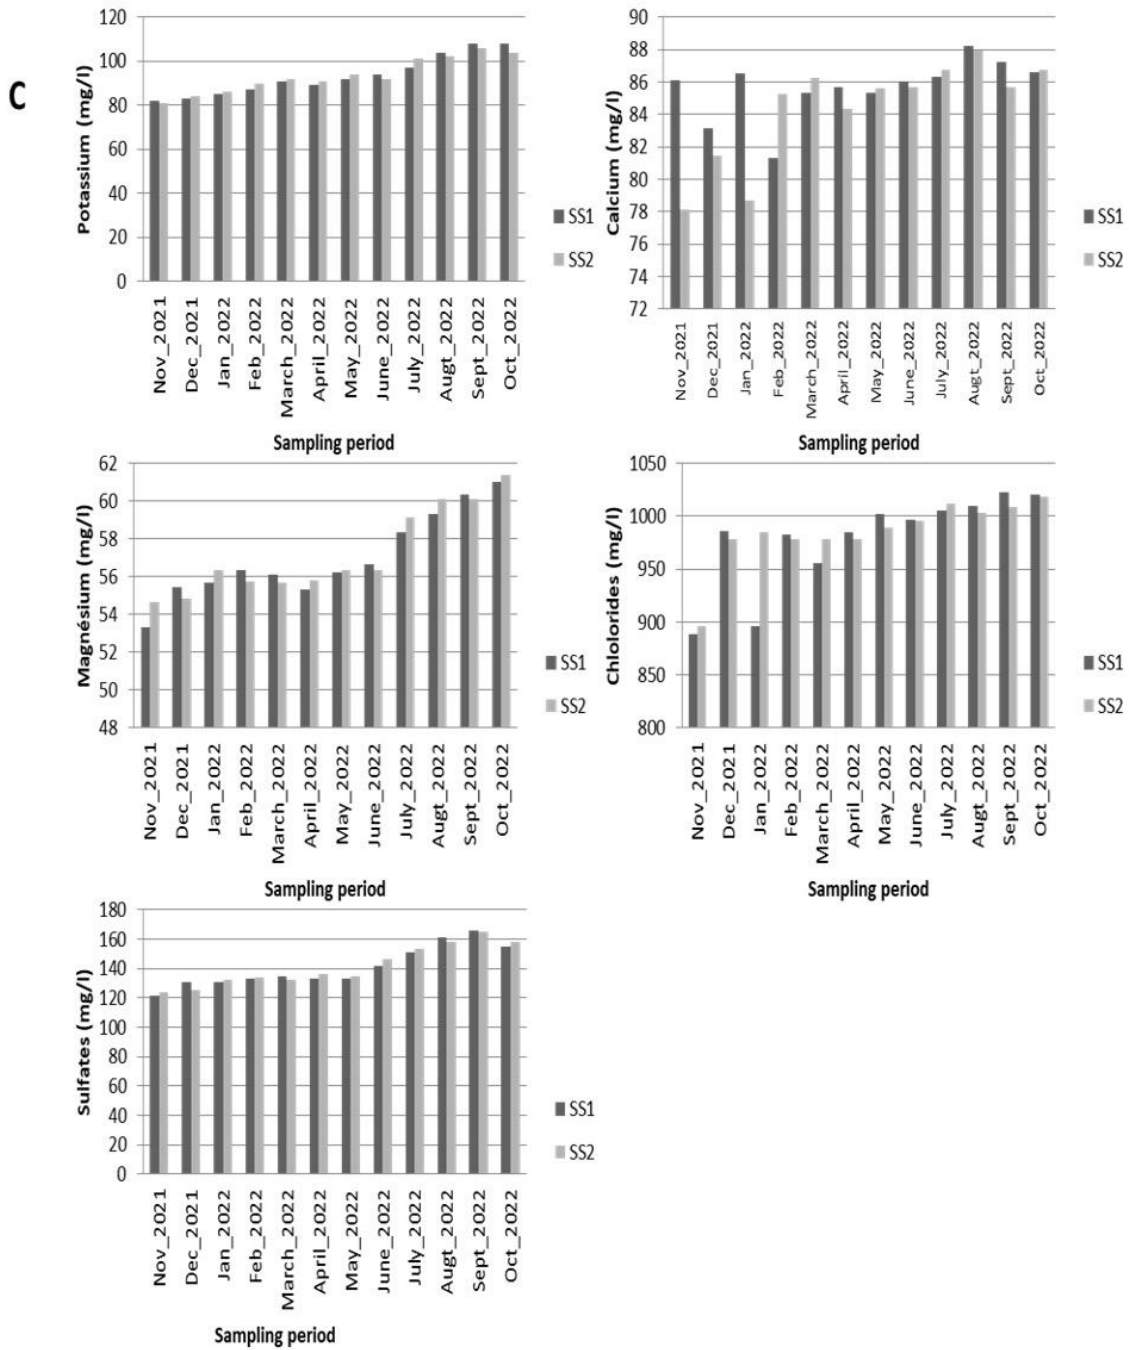 C
Potassium (mg/l)
120
100
80
60
40
20
0
Nov_2021
Dec_2021
Jan_2022
Feb_2022
March_2022
April_2022
May_2022
June_2022
July_2022
Augt_2022
Sept_2022
Oct_2022
SS1
SS2
Sampling period
Calcium (mg/l)
90
88
86
84
82
80
78
76
74
72
Nov_2021
Dec_2021
Jan_2022
Feb_2022
March_2022
April_2022
May_2022
June_2022
July_2022
Augt_2022
Sept_2022
Oct_2022
SS1
SS2
Sampling period
Magnésium (mg/l)
62
60
58
56
54
52
50
48
Nov_2021
Dec_2021
Jan_2022
Feb_2022
March_2022
April_2022
May_2022
June_2022
July_2022
Augt_2022
Sept_2022
Oct_2022
SS1
SS2
Sampling period
Chlolorides (mg/l)
1050
1000
950
900
850
800
Nov_2021
Dec_2021
Jan_2022
Feb_2022
March_2022
April_2022
May_2022
June_2022
July_2022
Augt_2022
Sept_2022
Oct_2022
SS1
SS2
Sampling period
Sulfates (mg/l)
180
160
140
120
100
80
60
40
20
0
Nov_2021
Dec_2021
Jan_2022
Feb_2022
March_2022
April_2022
May_2022
June_2022
July_2022
Augt_2022
Sept_2022
Oct_2022
SS1
SS2
Sampling period